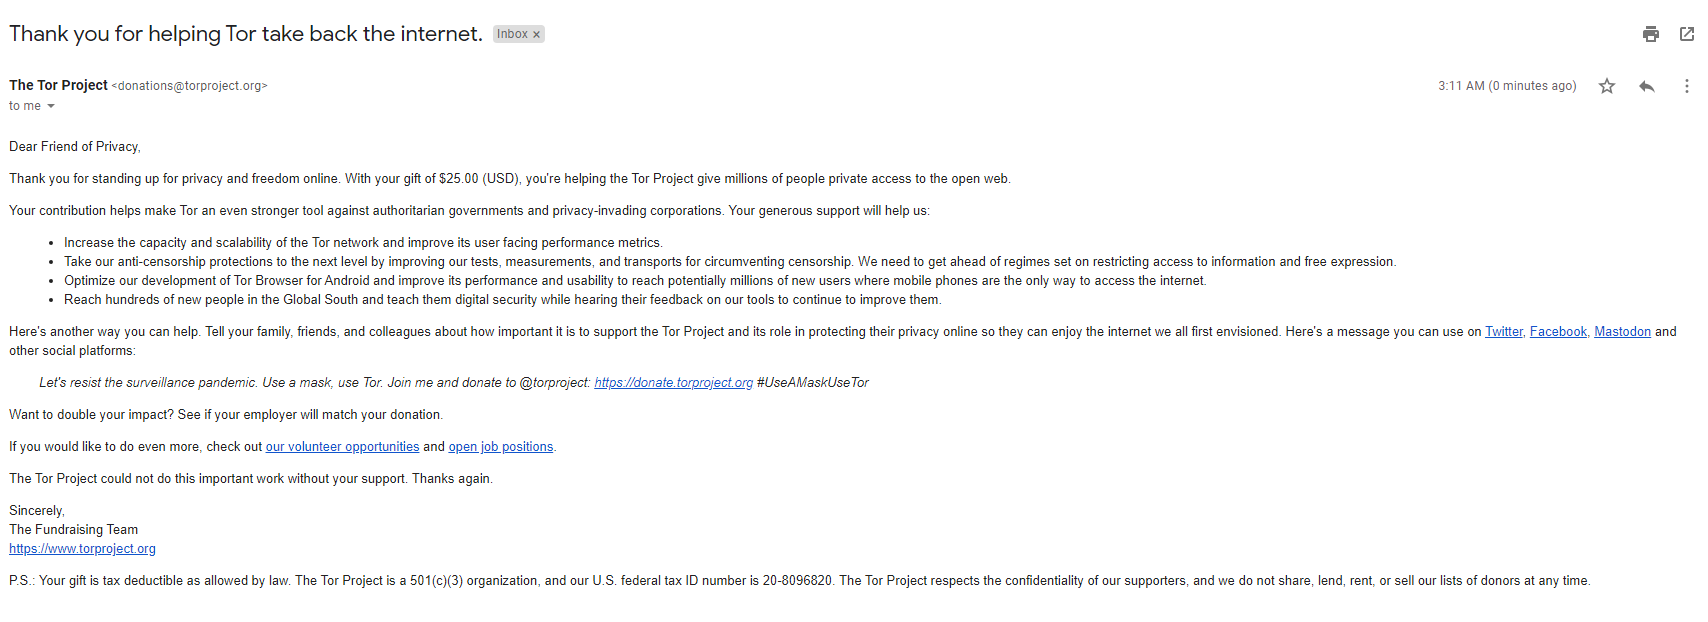 Thank you for helping Tor take back the internet. Inbox x
The Tor Project <donations@torproject.org> 3:11 AM (0 minutes ago)
to me
Dear Friend of Privacy,
Thank you for standing up for privacy and freedom online. With your gift of $25.00 (USD), you're helping the Tor Project give millions of people private access to the open web.
Your contribution helps make Tor an even stronger tool against authoritarian governments and privacy-invading corporations. Your generous support will help us:
• Increase the capacity and scalability of the Tor network and improve its user facing performance metrics.
• Take our anti-censorship protections to the next level by improving our tests, measurements, and transports for circumventing censorship. We need to get ahead of regimes set on restricting access to information and free expression.
• Optimize our development of Tor Browser for Android and improve its performance and usability to reach potentially millions of new users where mobile phones are the only way to access the internet.
• Reach hundreds of new people in the Global South and teach them digital security while hearing their feedback on our tools to continue to improve them.
Here's another way you can help. Tell your family, friends, and colleagues about how important it is to support the Tor Project and its role in protecting their privacy online so they can enjoy the internet we all first envisioned. Here's a message you can use on Twitter, Facebook, Mastodon and
other social platforms:
Let's resist the surveillance pandemic. Use a mask, use Tor. Join me and donate to @torproject: https://donate.torproject.org #UseAMaskUseTor
Want to double your impact? See if your employer will match your donation.
If you would like to do even more, check out our volunteer opportunities and open job positions.
The Tor Project could not do this important work without your support. Thanks again.
Sincerely,
The Fundraising Team
https://www.torproject.org
P.S.: Your gift is tax deductible as allowed by law. The Tor Project is a 501(c)(3) organization, and our U.S. federal tax ID number is 20-8096820. The Tor Project respects the confidentiality of our supporters, and we do not share, lend, rent, or sell our lists of donors at any time.